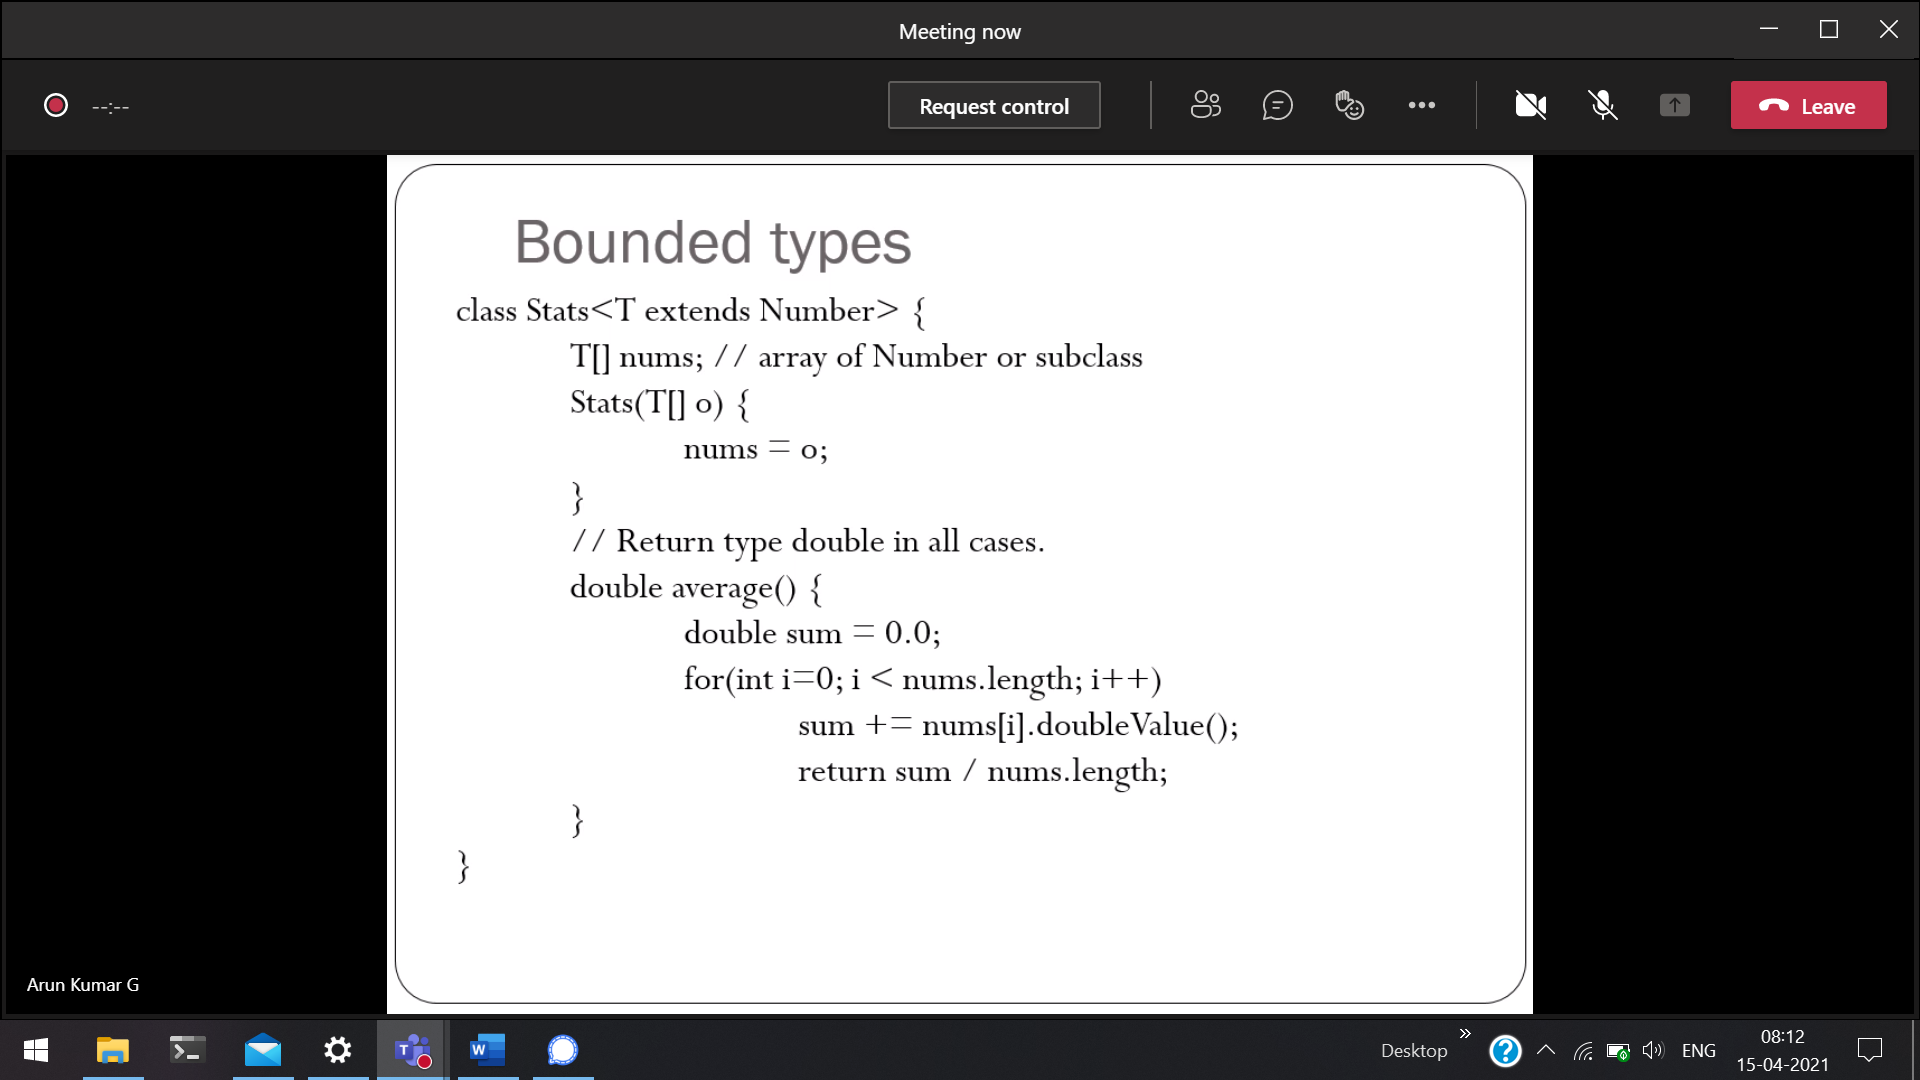 Meeting now
--:--
Request control
Leave
Bounded types
class Stats<T extends Number> {
T[] nums; // array of Number or subclass
Stats(T[] o) {
nums = o;
}
// Return type double in all cases.
double average() {
double sum = 0.0;
for(int i=0; i < nums.length; i++)
sum += nums[i].doubleValue();
return sum / nums.length;
}
}
Arun Kumar G
Desktop
ENG
08:12
15-04-2021